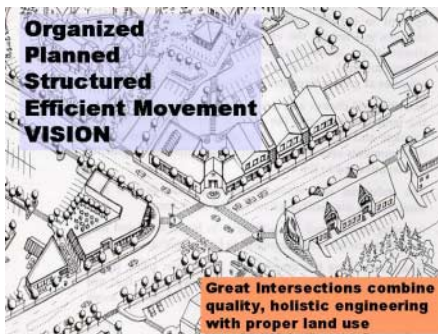 Organized
Planned
Structured
Efficient Movement
VISION
Great Intersections combine
quality, holistic engineering
with proper land use